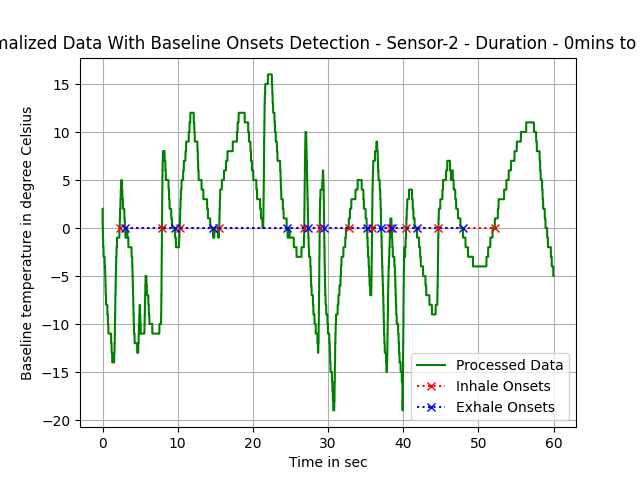 malized Data With Baseline Onsets Detection - Sensor-2 - Duration - 0mins to
Baseline temperature in degree Celsius
15
10
5
0
−5
−10
−15
−20
0 10 20 30 40 50 60
Time in sec
Processed Data
Inhale Onsets
Exhale Onsets